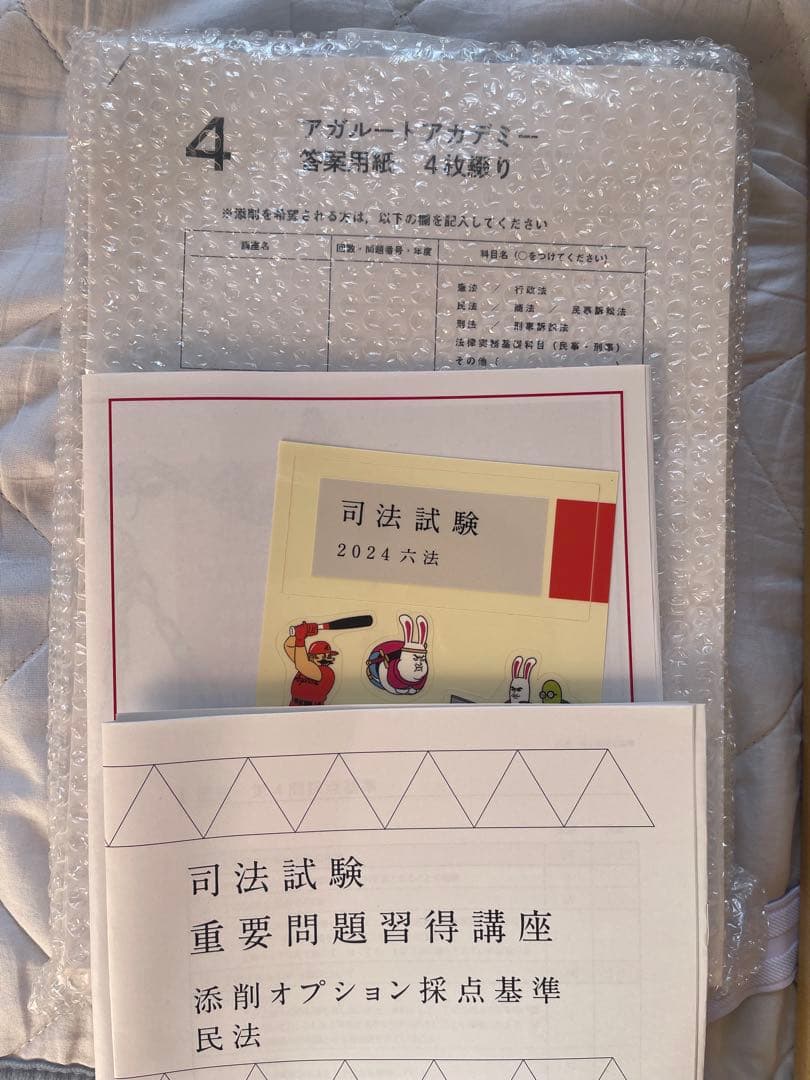 4
アガルートアカデミー
答案用紙 4枚綴り
※添削を希望される方は、以下の欄を記入してください
講座名
回数・問題番号・年度
科目名(○をつけてください)
憲法 / 行政法
民法 / 商法 / 民事訴訟法
刑法 / 刑事訴訟法
法律実務基礎科目(民事・刑事)
その他(
司法試験
2024六法
司法試験
重要問題習得講座
添削オプション採点基準
民法